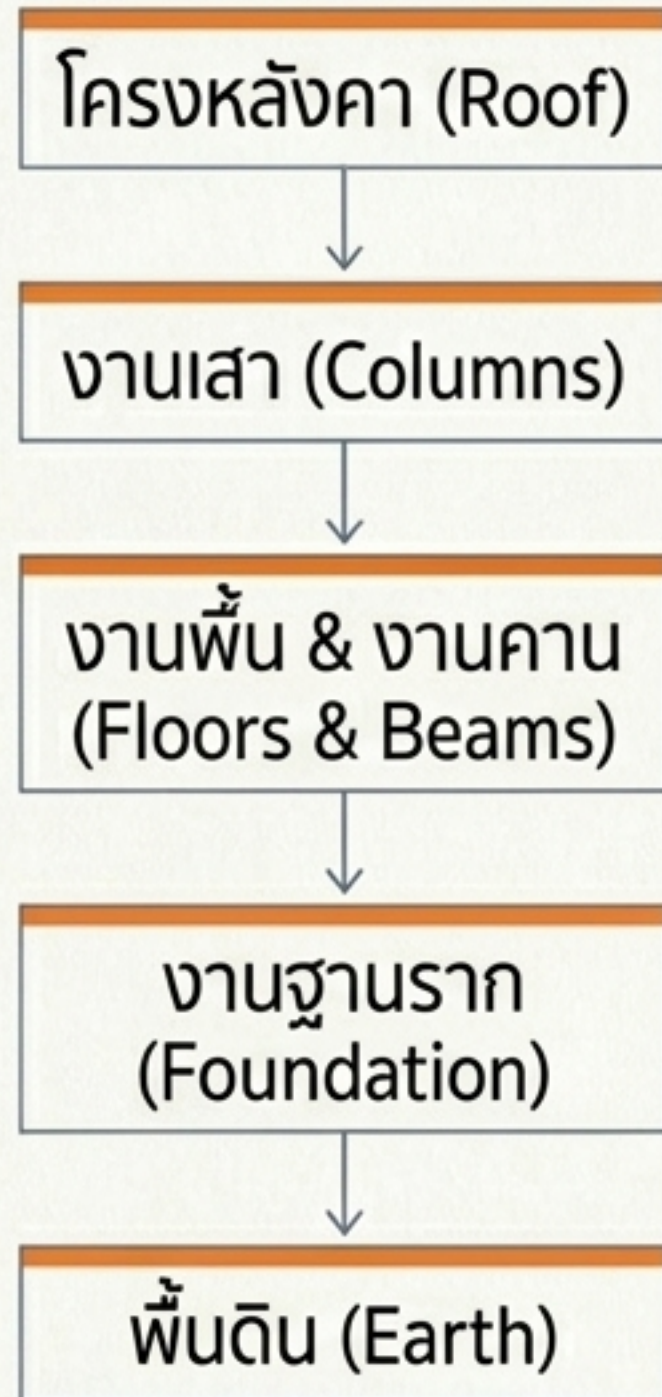 โครงหลังคา (Roof)
งานเสา (Columns)
งานพื้น & งานคาน
(Floors & Beams)
งานฐานราก
(Foundation)
พื้นดิน (Earth)